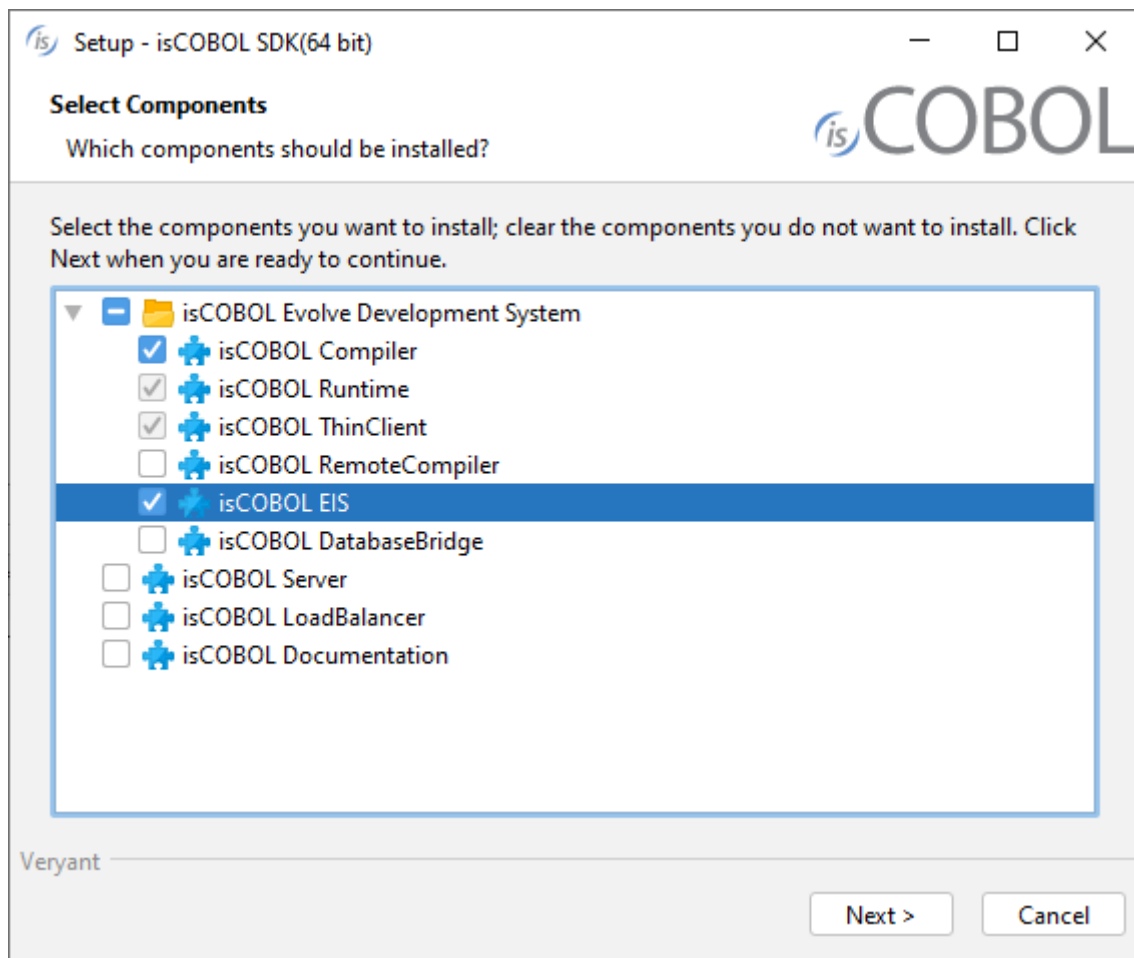 is Setup - isCOBOL SDK(64 bit)
Select Components
Which components should be installed?
isCOBOL
Select the components you want to install; clear the components you do not want to install. Click
Next when you are ready to continue.
isCOBOL Evolve Development System
isCOBOL Compiler
isCOBOL Runtime
isCOBOL ThinClient
isCOBOL RemoteCompiler
isCOBOL EIS
isCOBOL DatabaseBridge
isCOBOL Server
isCOBOL LoadBalancer
isCOBOL Documentation
Veryant
Next >
Cancel